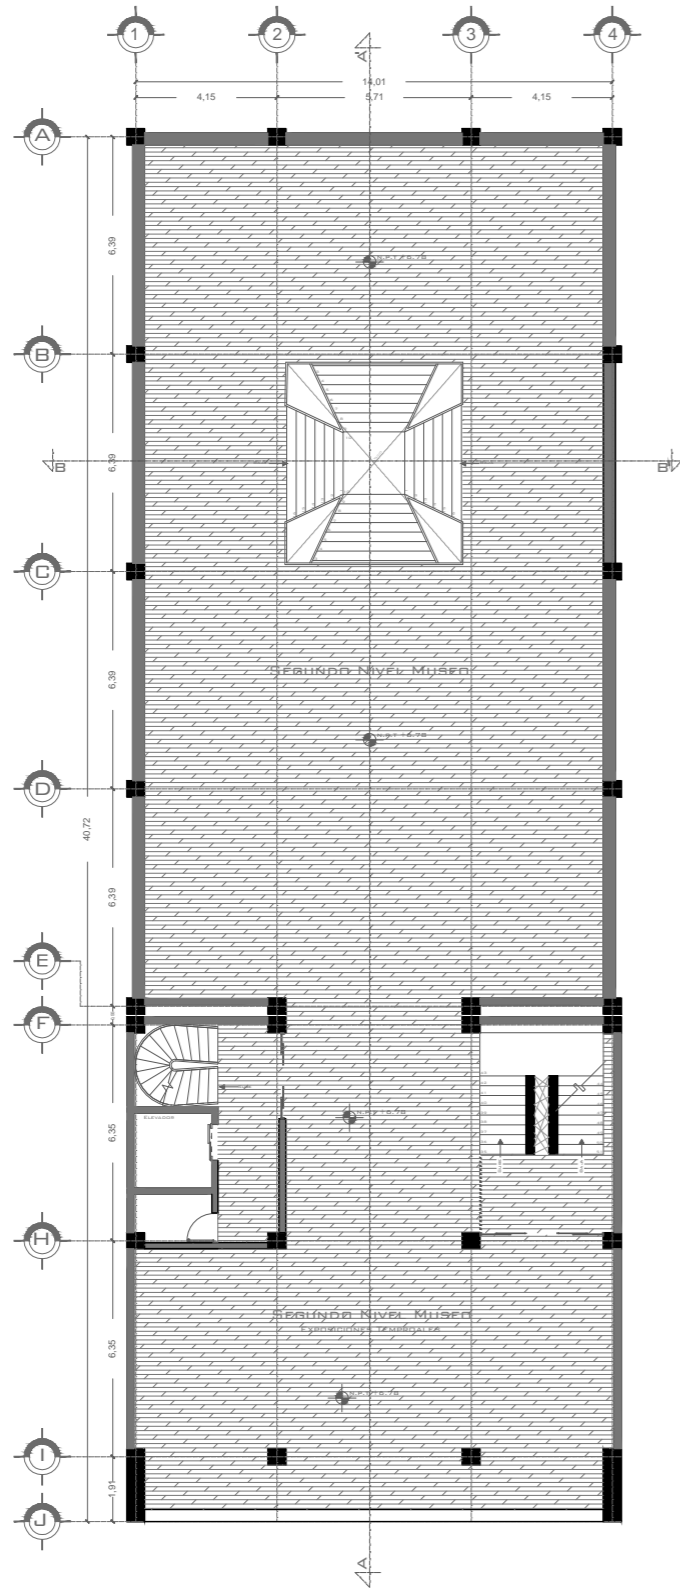 1 2 3 4
A
14,01
4,15 5,71 4,15
A
6,39
B
B B
6,39
C
6,39
Segundo Nivel Museo
D
40,72
6,39
E
F
ELEVADOR
6,35
H
Segundo Nivel Museo
6,35
I
1,91
J
A